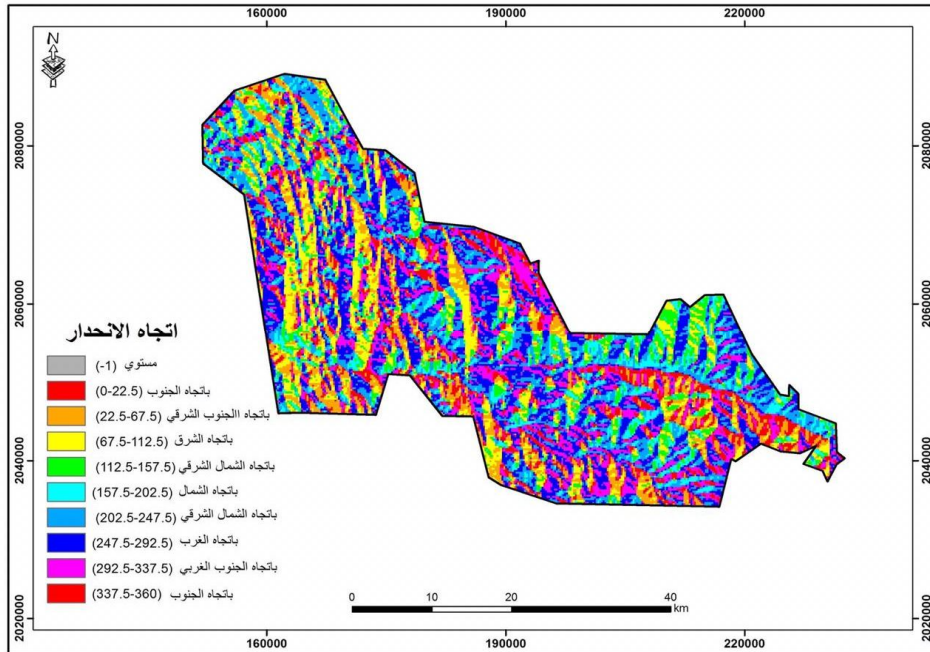 160000 190000 220000
N
2080000 2080000
2060000 2060000
2040000 2040000
2020000 2020000
اتجاه الانحدار
مستوي (-1)
باتجاه الجنوب (0-22.5)
باتجاه االجنوب الشرقي (22.5-67.5)
باتجاه الشرق (67.5-112.5)
باتجاه الشمال الشرقي (112.5-157.5)
باتجاه الشمال (157.5-202.5)
باتجاه الشمال الشرقي (202.5-247.5)
باتجاه الغرب (247.5-292.5)
باتجاه الجنوب الغربي (292.5-337.5)
باتجاه الجنوب (337.5-360)
0 10 20 40
km
160000 190000 220000